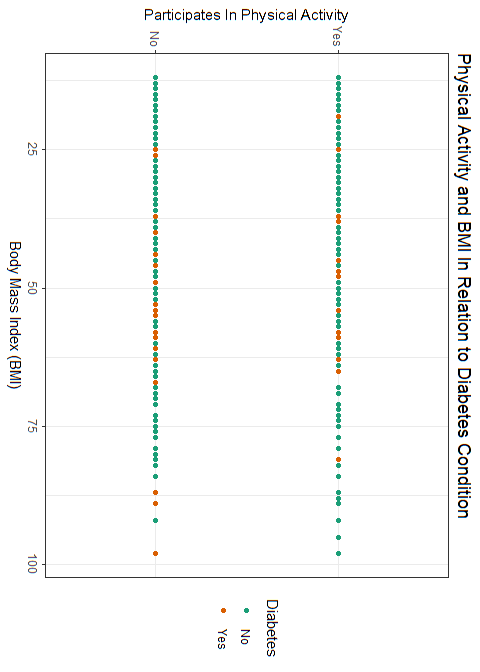 Physical Activity and BMI In Relation to Diabetes Condition
Participates In Physical Activity
Yes
No
25
50
75
100
Body Mass Index (BMI)
Diabetes
No
Yes